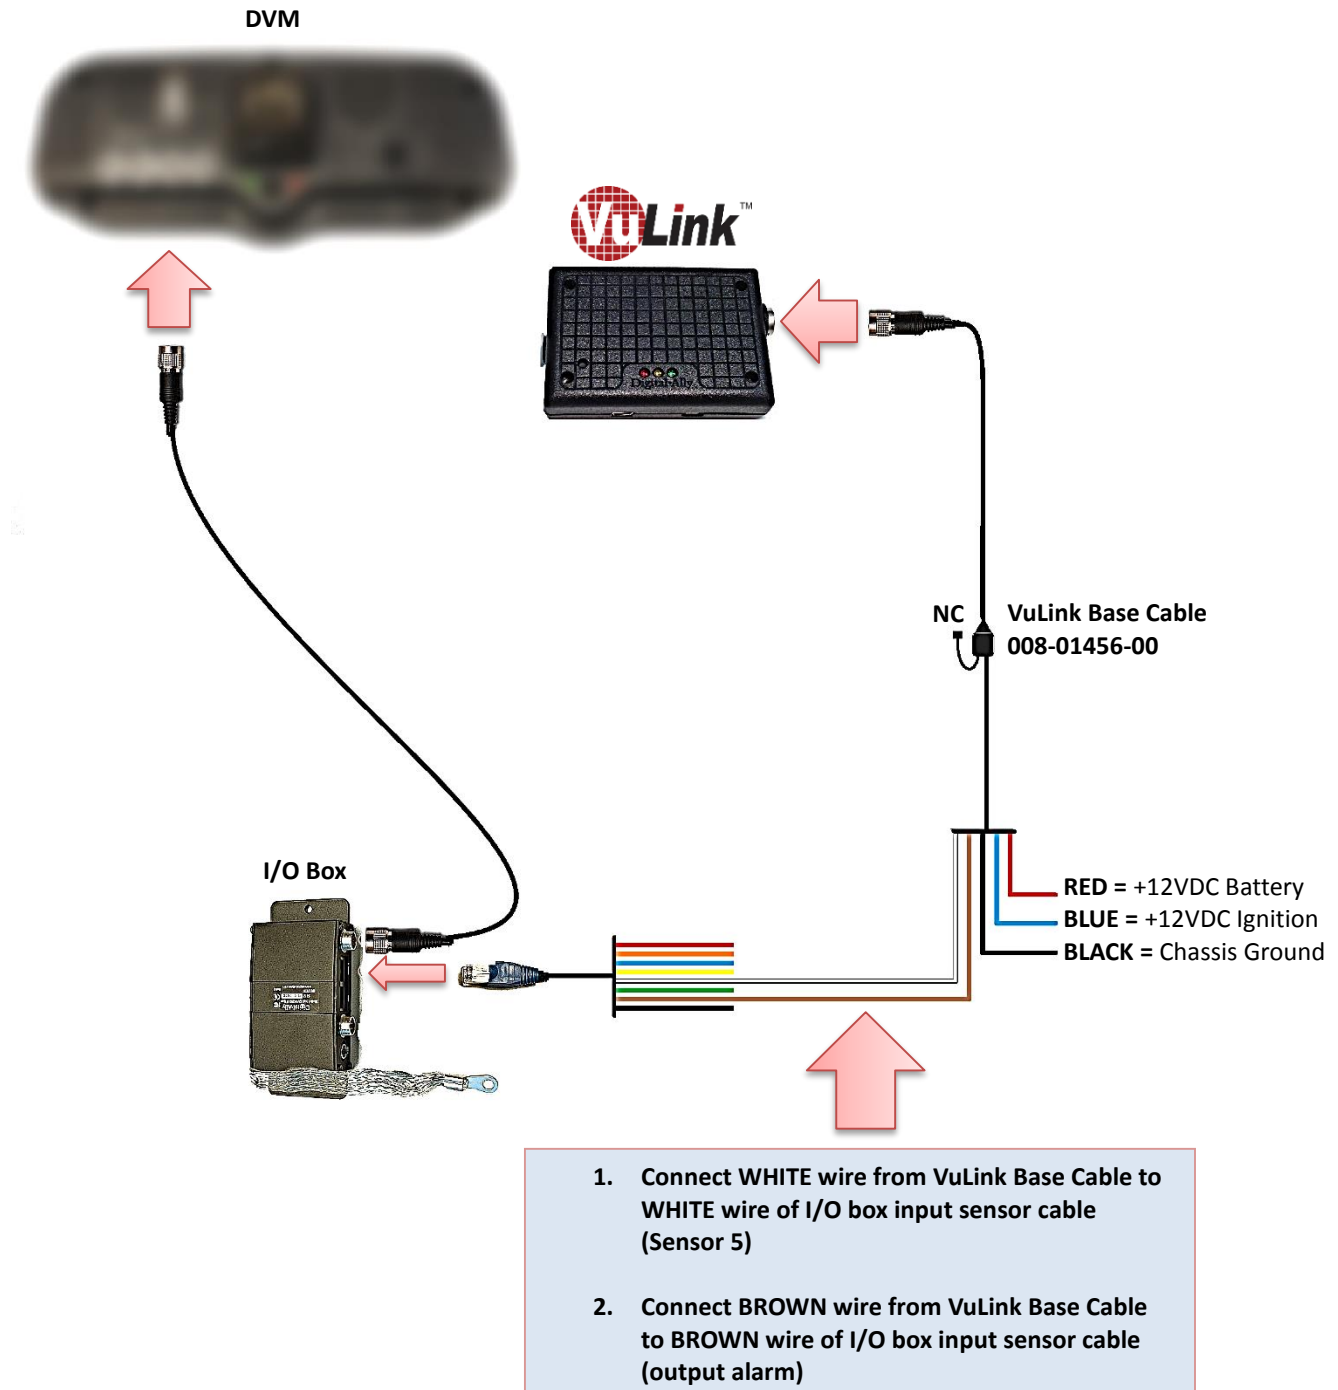 DVM
VuLink™
Digital Ally
NC
VuLink Base Cable
008-01456-00
I/O Box
RED = +12VDC Battery
BLUE = +12VDC Ignition
BLACK = Chassis Ground
1. Connect WHITE wire from VuLink Base Cable to
WHITE wire of I/O box input sensor cable
(Sensor 5)
2. Connect BROWN wire from VuLink Base Cable
to BROWN wire of I/O box input sensor cable
(output alarm)